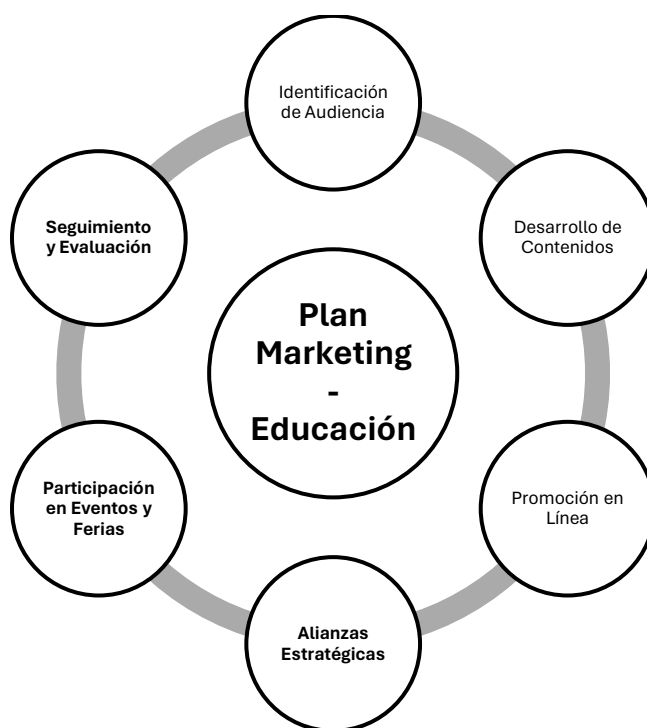 Identificación
de Audiencia
Desarrollo de
Contenidos
Promoción en
Línea
Alianzas
Estratégicas
Participación
en Eventos y
Ferias
Seguimiento
y Evaluación
Plan
Marketing
-
Educación